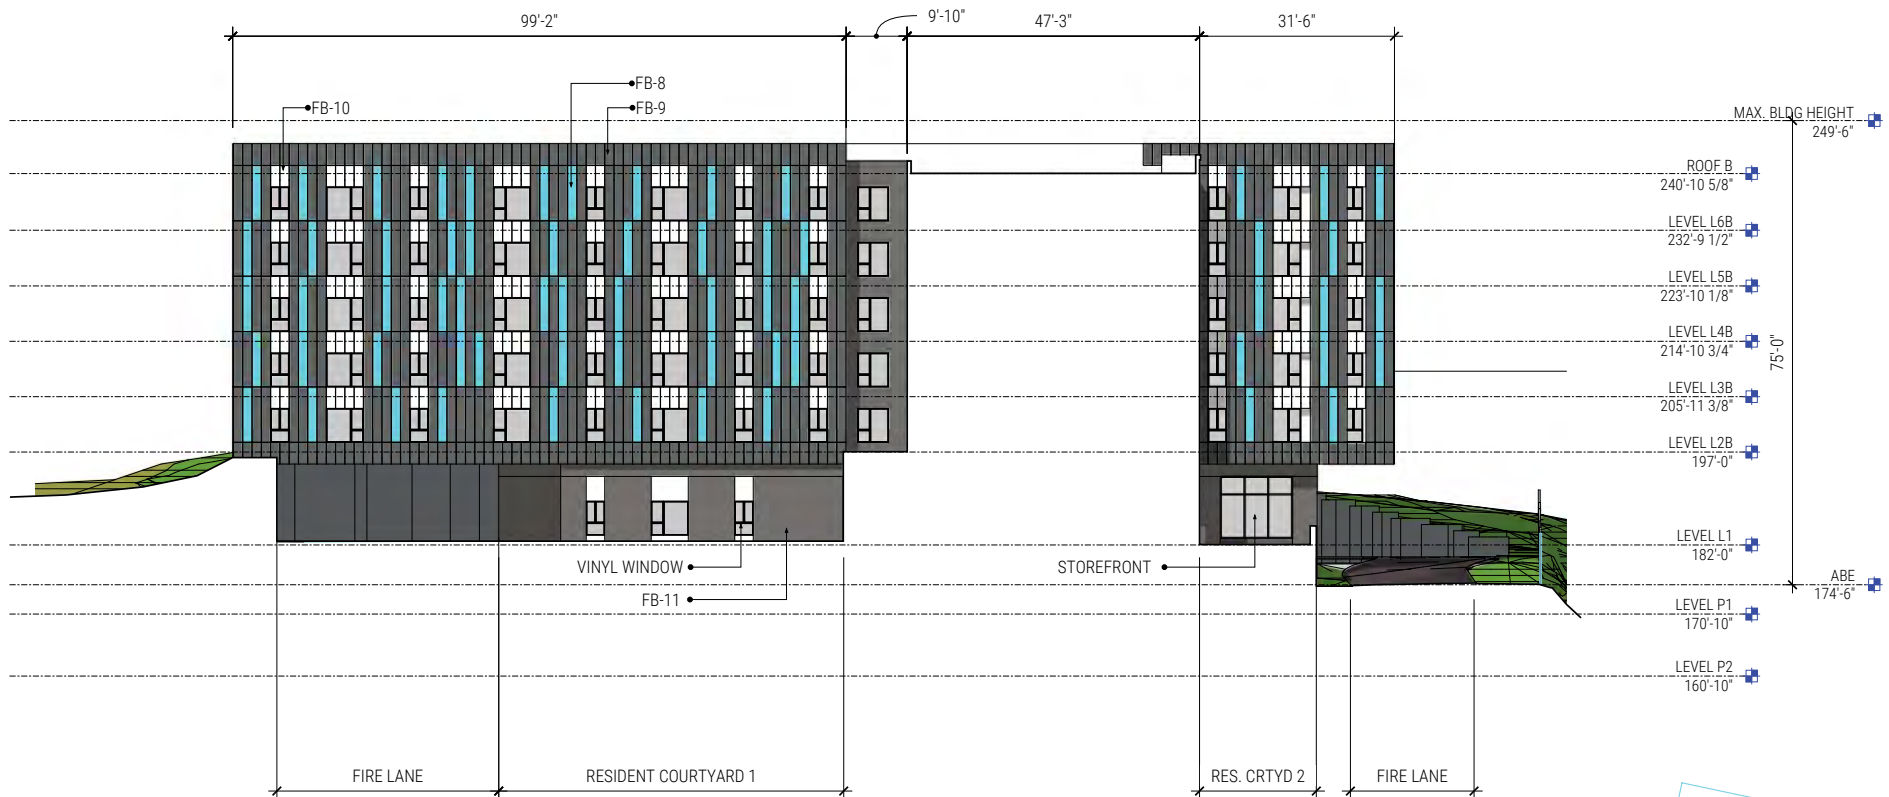 99'-2"
9'-10"
47'-3"
31'-6"
FB-8
FB-10
FB-9
MAX. BLDG HEIGHT
249'-6"
ROOF B
240'-10 5/8"
LEVEL L6B
232'-9 1/2"
LEVEL L5B
223'-10 1/8"
LEVEL L4B
214'-10 3/4"
75'-0"
LEVEL L3B
205'-11 3/8"
LEVEL L2B
197'-0"
LEVEL L1
182'-0"
VINYL WINDOW
STOREFRONT
ABE
174'-6"
FB-11
LEVEL P1
170'-10"
LEVEL P2
160'-10"
FIRE LANE
RESIDENT COURTYARD 1
RES. CRTYD 2
FIRE LANE